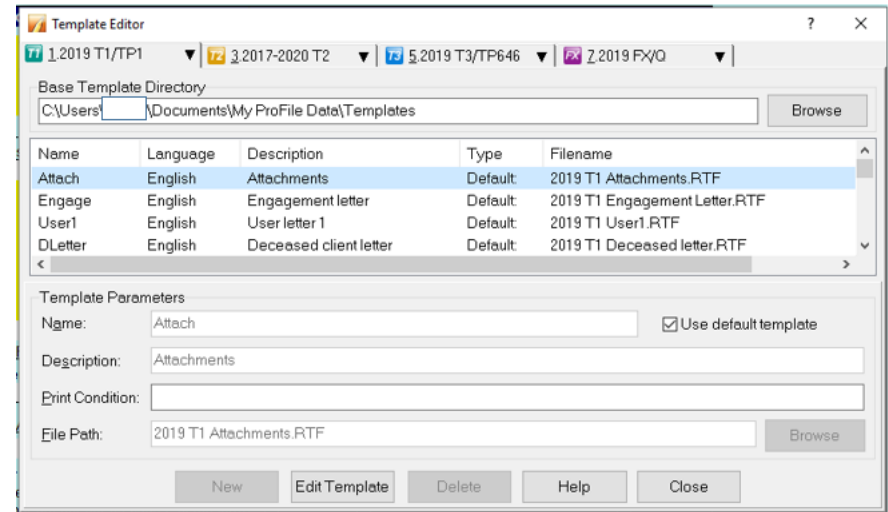 Template Editor ? ×
T1 1.2019 T1/TP1 ▼ T2 3.2017-2020 T2 ▼ T3 5.2019 T3/TP646 ▼ FX 7.2019 FX/Q ▼
Base Template Directory
C:\Users\ \Documents\My ProFile Data\Templates Browse
Name Language Description Type Filename
Attach English Attachments Default: 2019 T1 Attachments.RTF
Engage English Engagement letter Default: 2019 T1 Engagement Letter.RTF
User1 English User letter 1 Default: 2019 T1 User1.RTF
DLetter English Deceased client letter Default: 2019 T1 Deceased letter.RTF
Template Parameters
Name: Attach Use default template
Description: Attachments
Print Condition:
File Path: 2019 T1 Attachments.RTF Browse
New Edit Template Delete Help Close